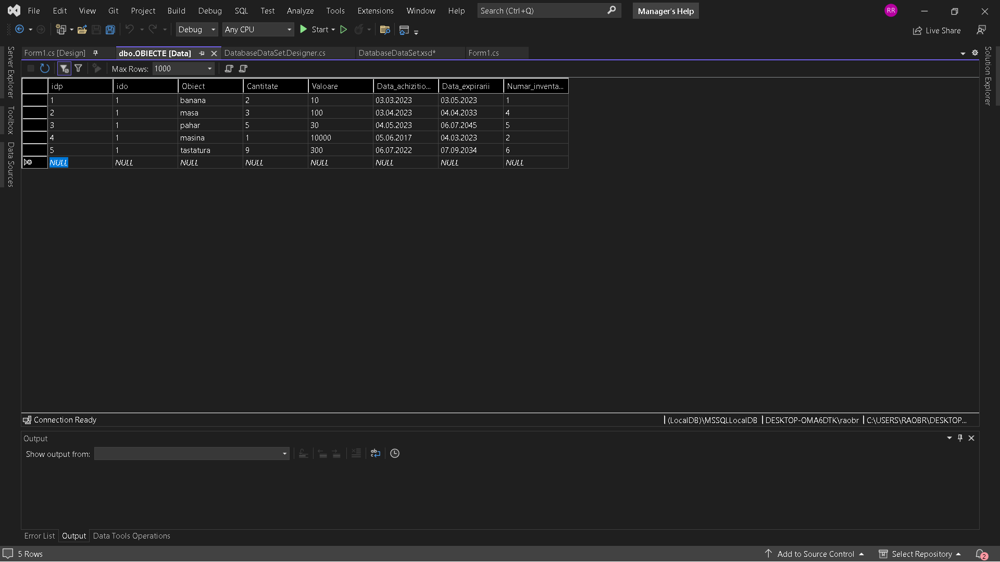 File Edit View Git Project Build Debug SQL Test Analyze Tools Extensions Window Help Search (Ctrl+Q) Manager's Help RR
Debug Any CPU Start Live Share
Form1.cs [Design] dbo.OBIECTE [Data] DatabaseDataSet.Designer.cs DatabaseDataSet.xsd* Form1.cs
Server Explorer
Toolbox
Data Sources
Solution Explorer
Max Rows: 1000
idp ido Obiect Cantitate Valoare Data_achizitio... Data_expirarii Numar_inventa...
1 1 banana 2 10 03.03.2023 03.05.2023 1
2 1 masa 3 100 03.04.2023 04.04.2033 4
3 1 pahar 5 30 04.05.2023 06.07.2045 5
4 1 masina 1 10000 05.06.2017 04.03.2023 2
5 1 tastatura 9 300 06.07.2022 07.09.2034 6
NULL NULL NULL NULL NULL NULL NULL NULL
Connection Ready (LocalDB)\MSSQLLocalDB DESKTOP-OMA6DTK\raobr C:\USERS\RAOBR\DESKTOP...
Output
Show output from:
Error List Output Data Tools Operations
5 Rows Add to Source Control Select Repository 2